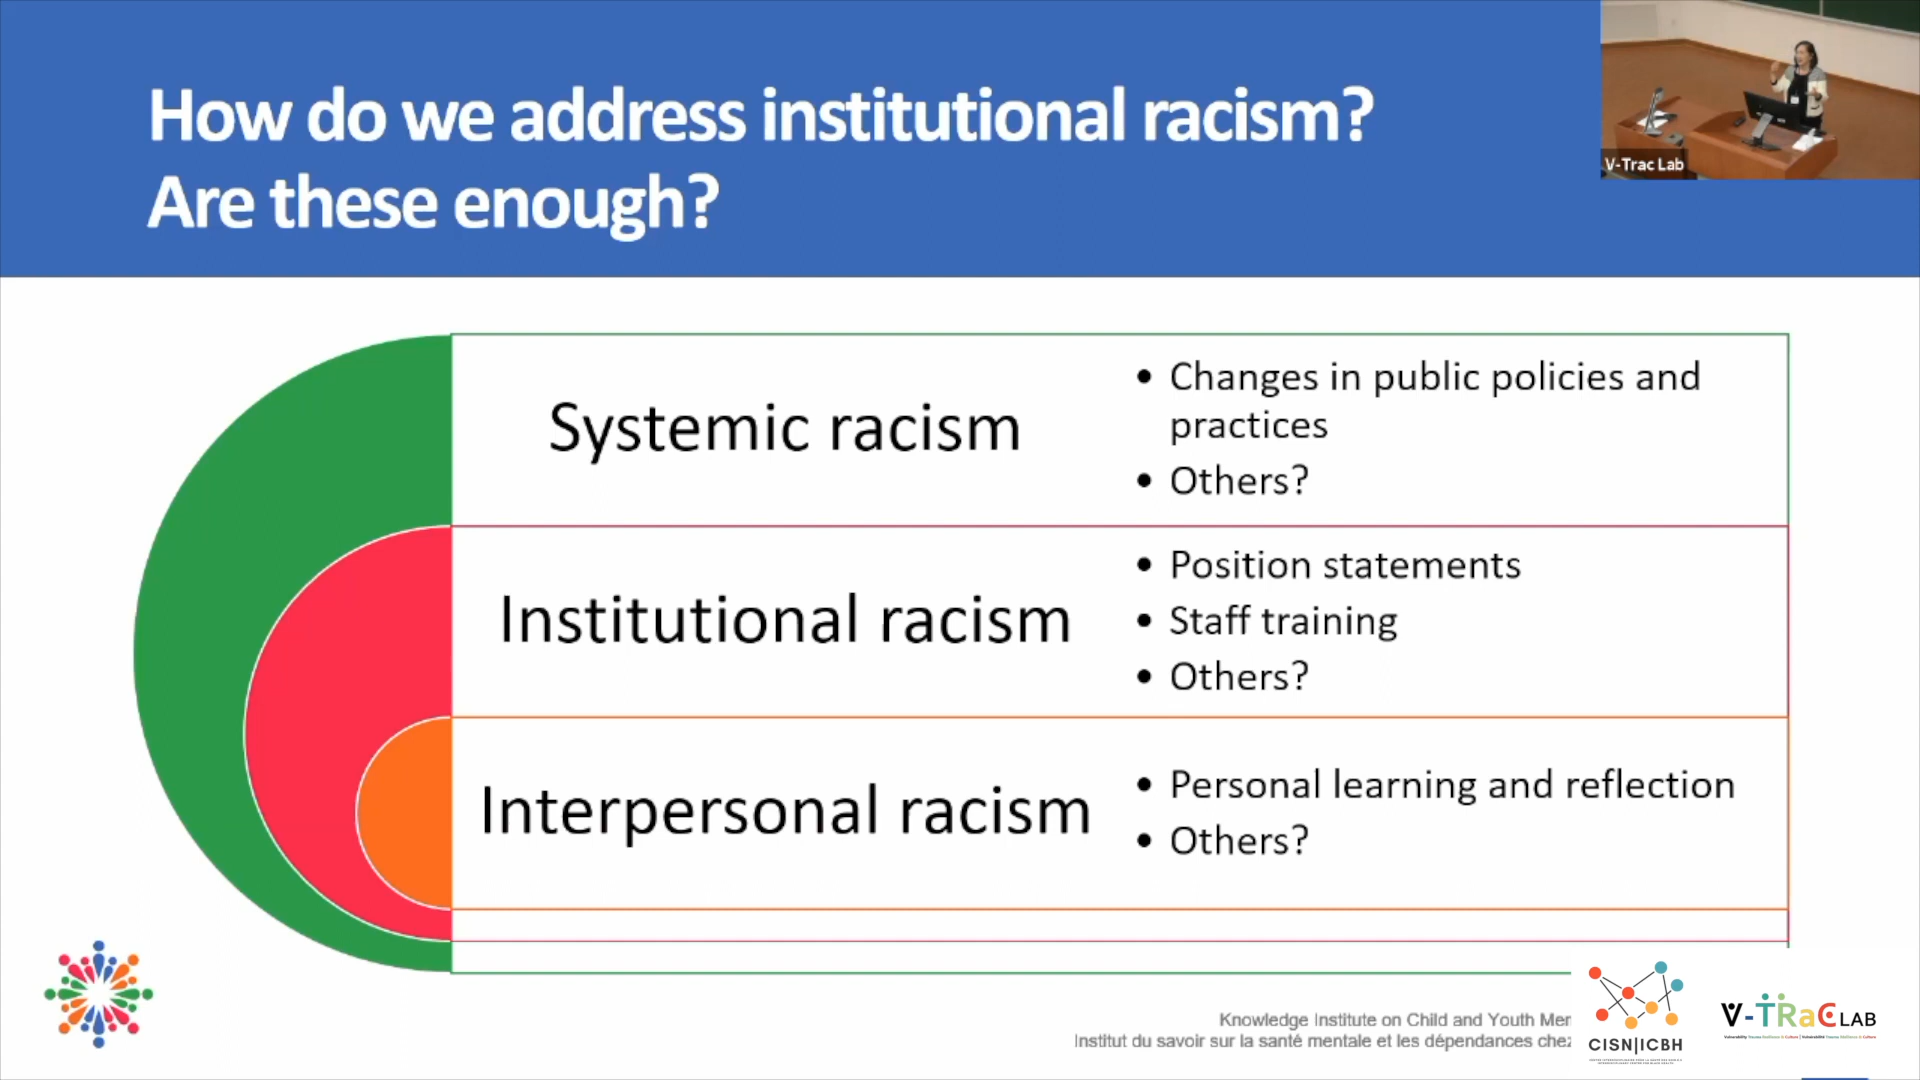 How do we address institutional racism?
Are these enough?
V-Trac Lab
Systemic racism
• Changes in public policies and
practices
• Others?
Institutional racism
• Position statements
• Staff training
• Others?
Interpersonal racism
• Personal learning and reflection
• Others?
Knowledge Institute on Child and Youth
Institut du savoir sur la santé mentale et les dépendances
CISN|ICBH
V-TRaC LAB